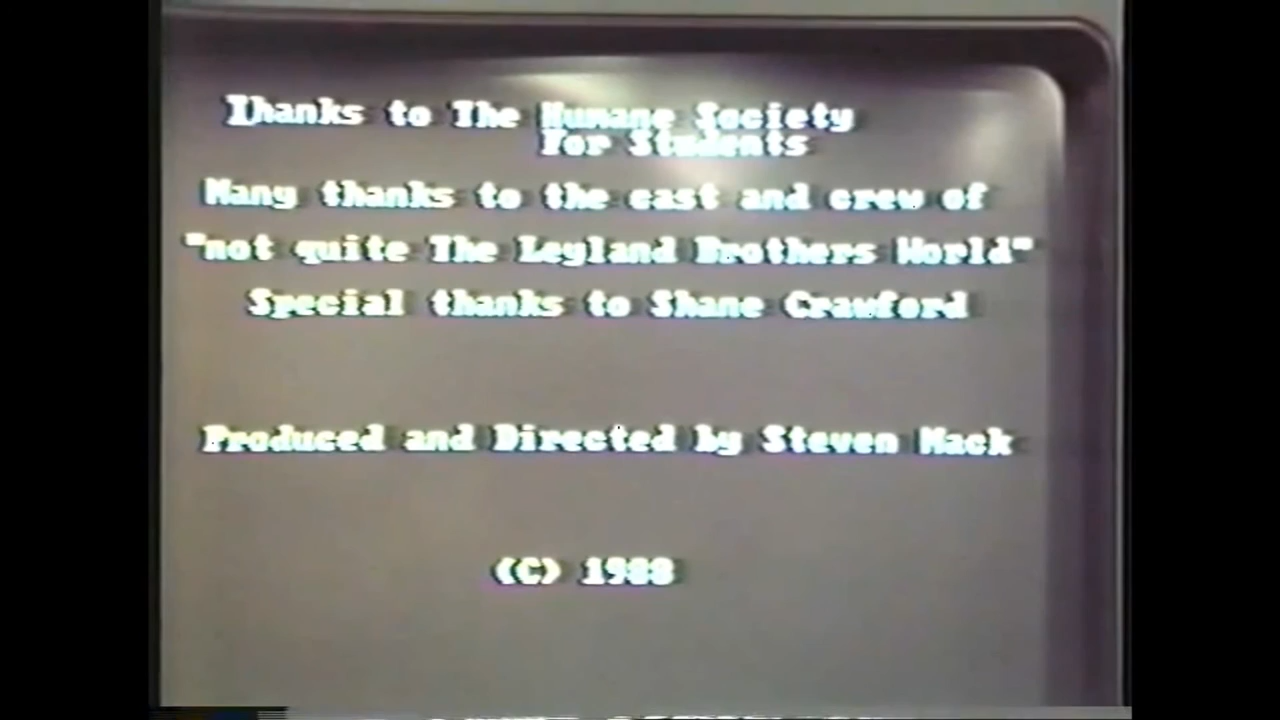 Thanks to The Humane Society
For Students
Many thanks to the cast and crew of
"not quite The Leyland Brothers World"
Special thanks to Shane Crawford
Produced and Directed by Steven Mack
(C) 1988